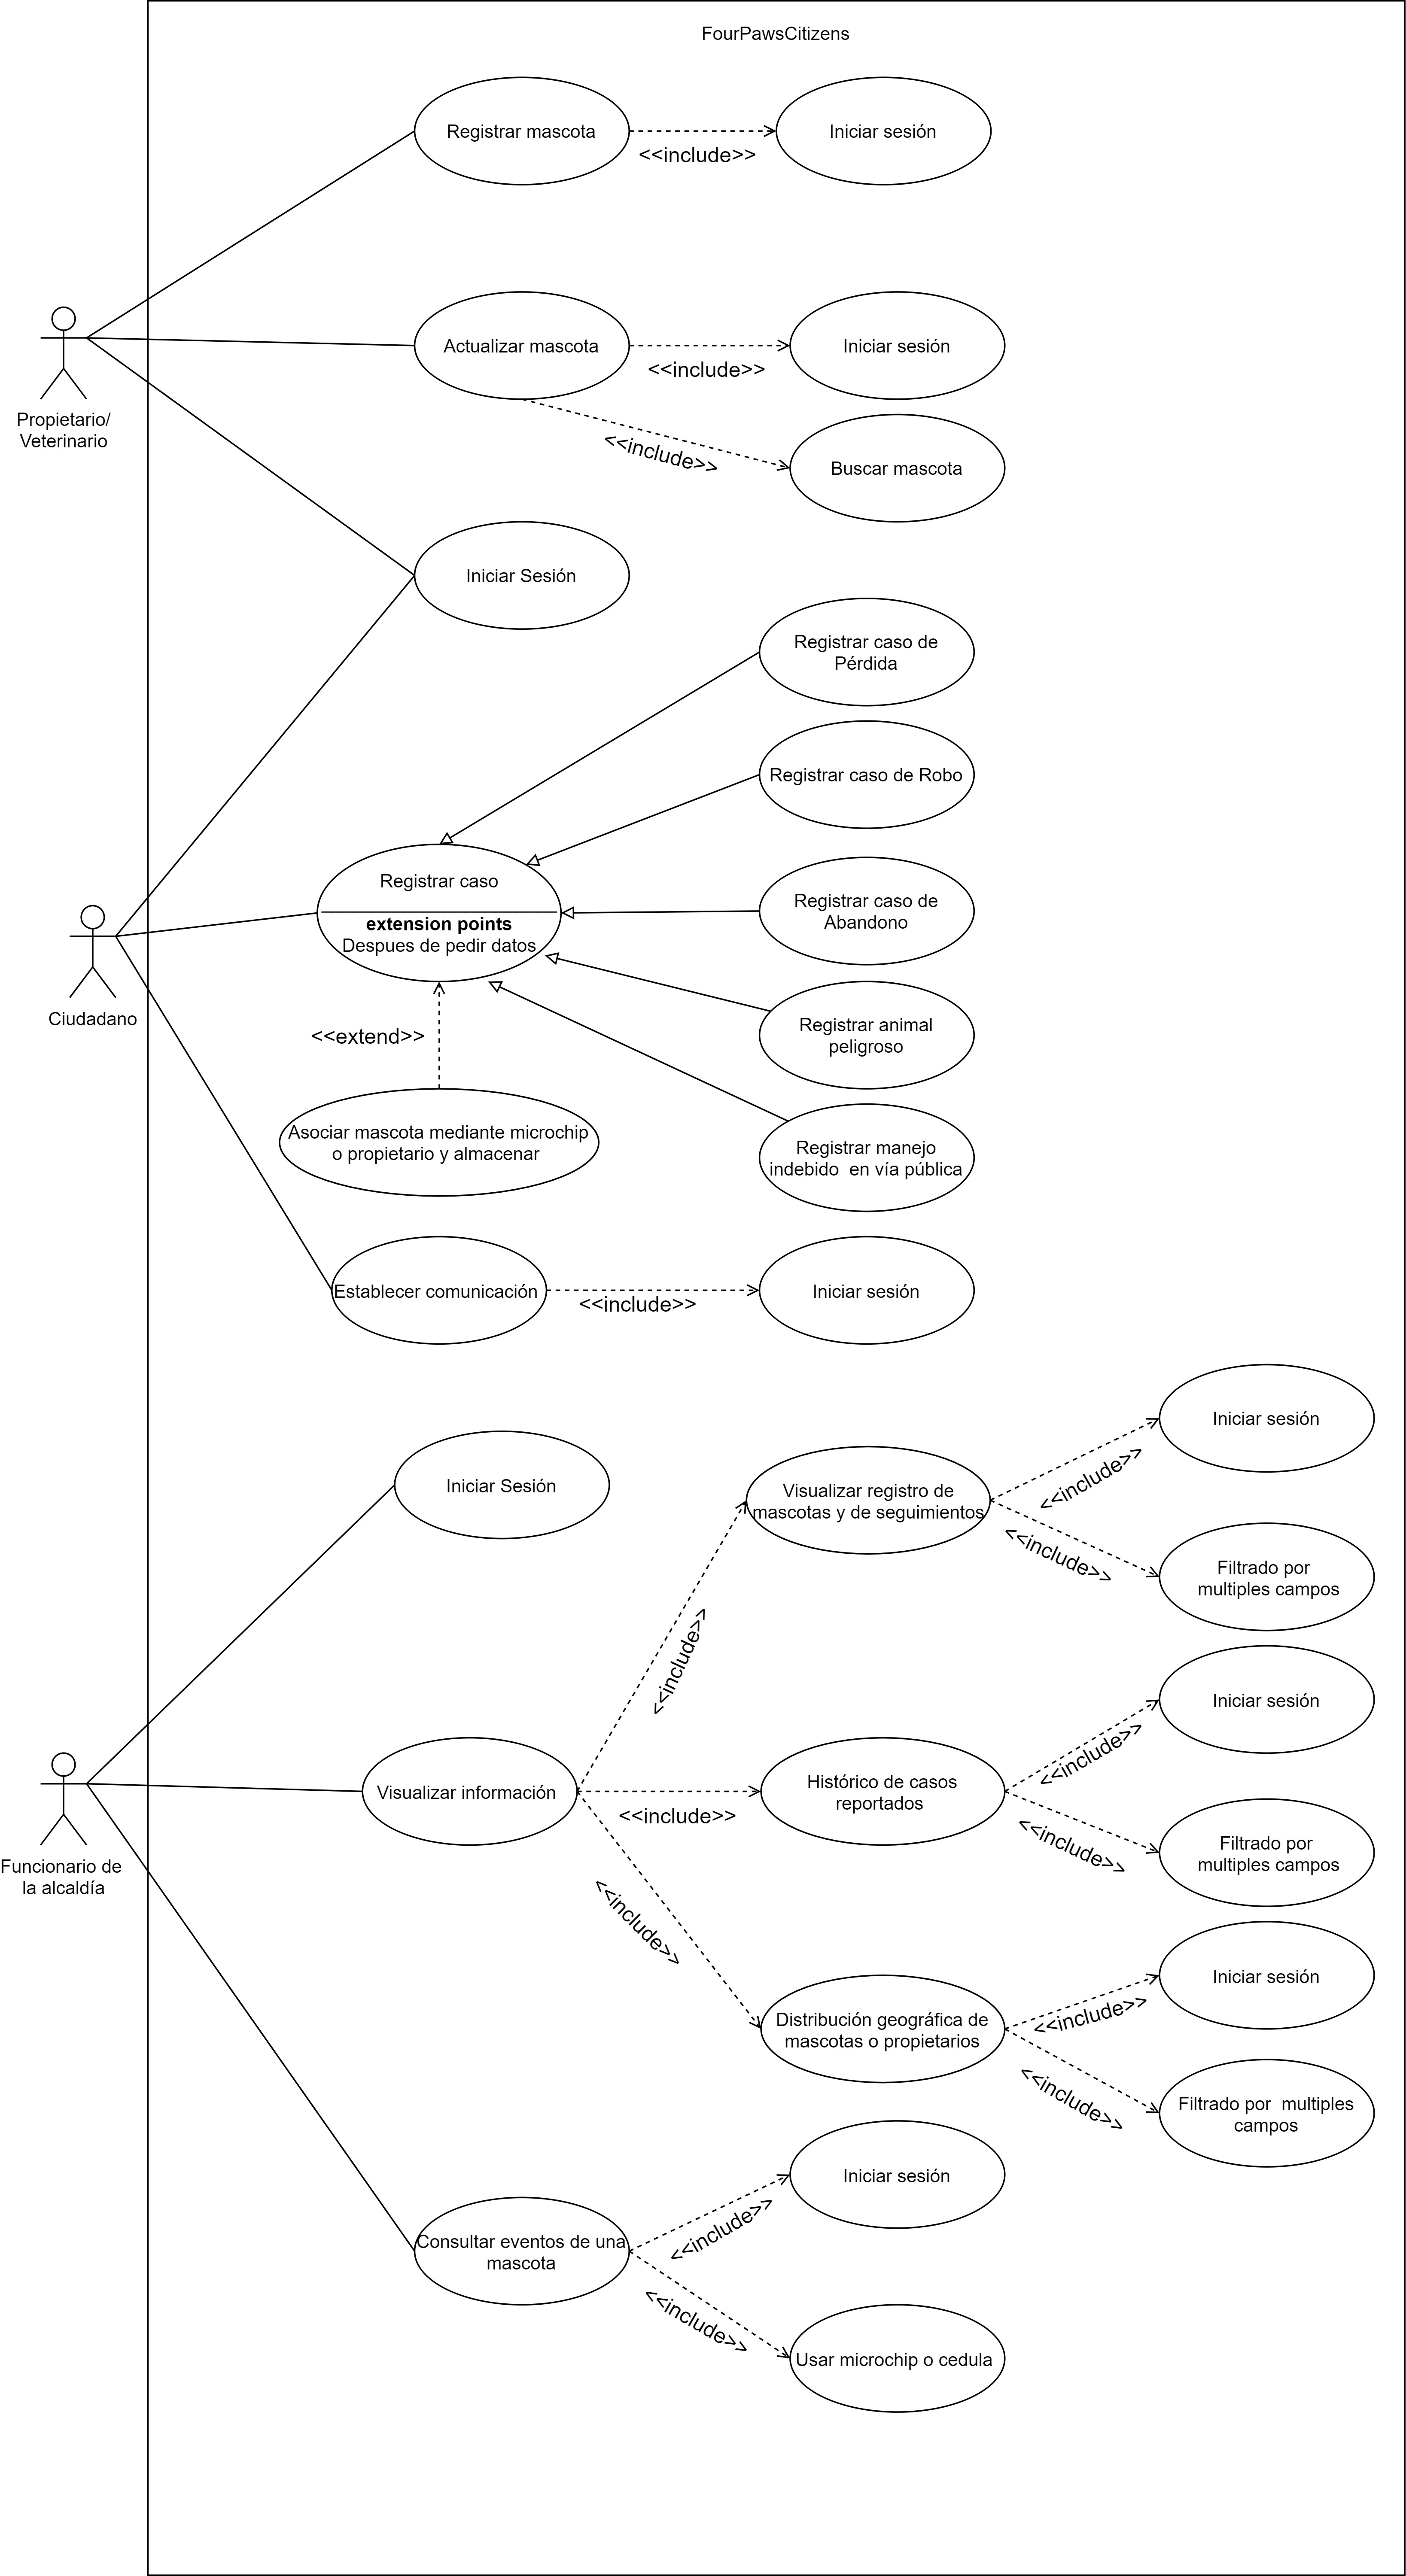 FourPawsCitizens
Registrar mascota
<<include>>
Iniciar sesión
Propietario/
Veterinario
Actualizar mascota
<<include>>
Iniciar sesión
<<include>>
Buscar mascota
Iniciar Sesión
Registrar caso de
Pérdida
Registrar caso de Robo
Registrar caso
extension points
Despues de pedir datos
Registrar caso de
Abandono
Ciudadano
Registrar animal
peligroso
<<extend>>
Asociar mascota mediante microchip
o propietario y almacenar
Registrar manejo
indebido  en vía pública
Establecer comunicación
<<include>>
Iniciar sesión
Iniciar Sesión
Visualizar registro de
mascotas y de seguimientos
<<include>>
Iniciar sesión
<<include>>
Filtrado por
multiples campos
<<include>>
Funcionario de
la alcaldía
Visualizar información
<<include>>
Histórico de casos
reportados
<<include>>
Iniciar sesión
<<include>>
Filtrado por
multiples campos
<<include>>
Distribución geográfica de
mascotas o propietarios
<<include>>
Iniciar sesión
<<include>>
Filtrado por  multiples
campos
Consultar eventos de una
mascota
<<include>>
Iniciar sesión
<<include>>
Usar microchip o cedula